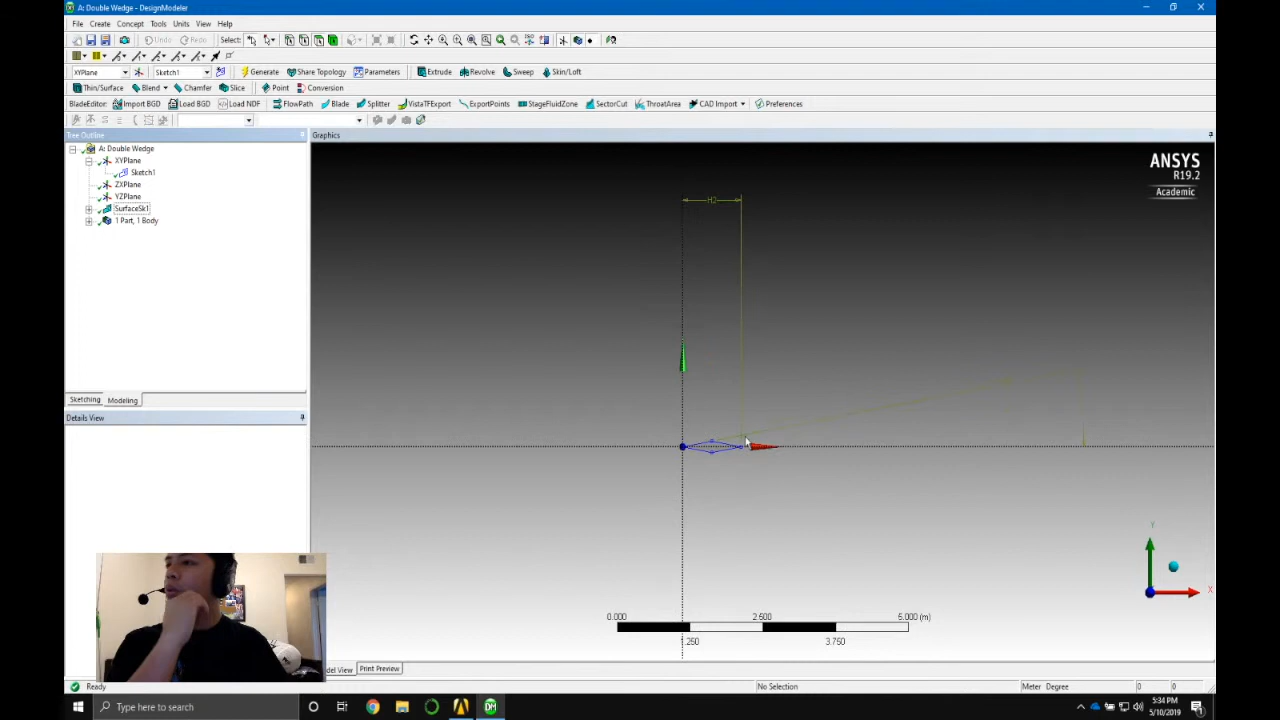 A: Double Wedge - DesignModeler
File Create Concept Tools Units View Help
Undo Redo Select:
XYPlane Sketch1 Generate Share Topology Parameters Extrude Revolve Sweep Skin/Loft
Thin/Surface Blend Chamfer Slice Point Conversion
BladeEditor: Import BGD Load BGD Load NDF FlowPath Blade Splitter VistaTFExport ExportPoints StageFluidZone SectorCut ThroatArea CAD Import Preferences
Tree Outline
A: Double Wedge
XYPlane
Sketch1
ZXPlane
YZPlane
SurfaceSk1
1 Part, 1 Body
Sketching Modeling
Details View
Graphics
ANSYS
R19.2
Academic
H2
Y
X
0.000 2.500 5.000 (m)
1.250 3.750
Print Preview
Ready No Selection Meter Degree 0 0
Type here to search
DM
5:34 PM
5/10/2019